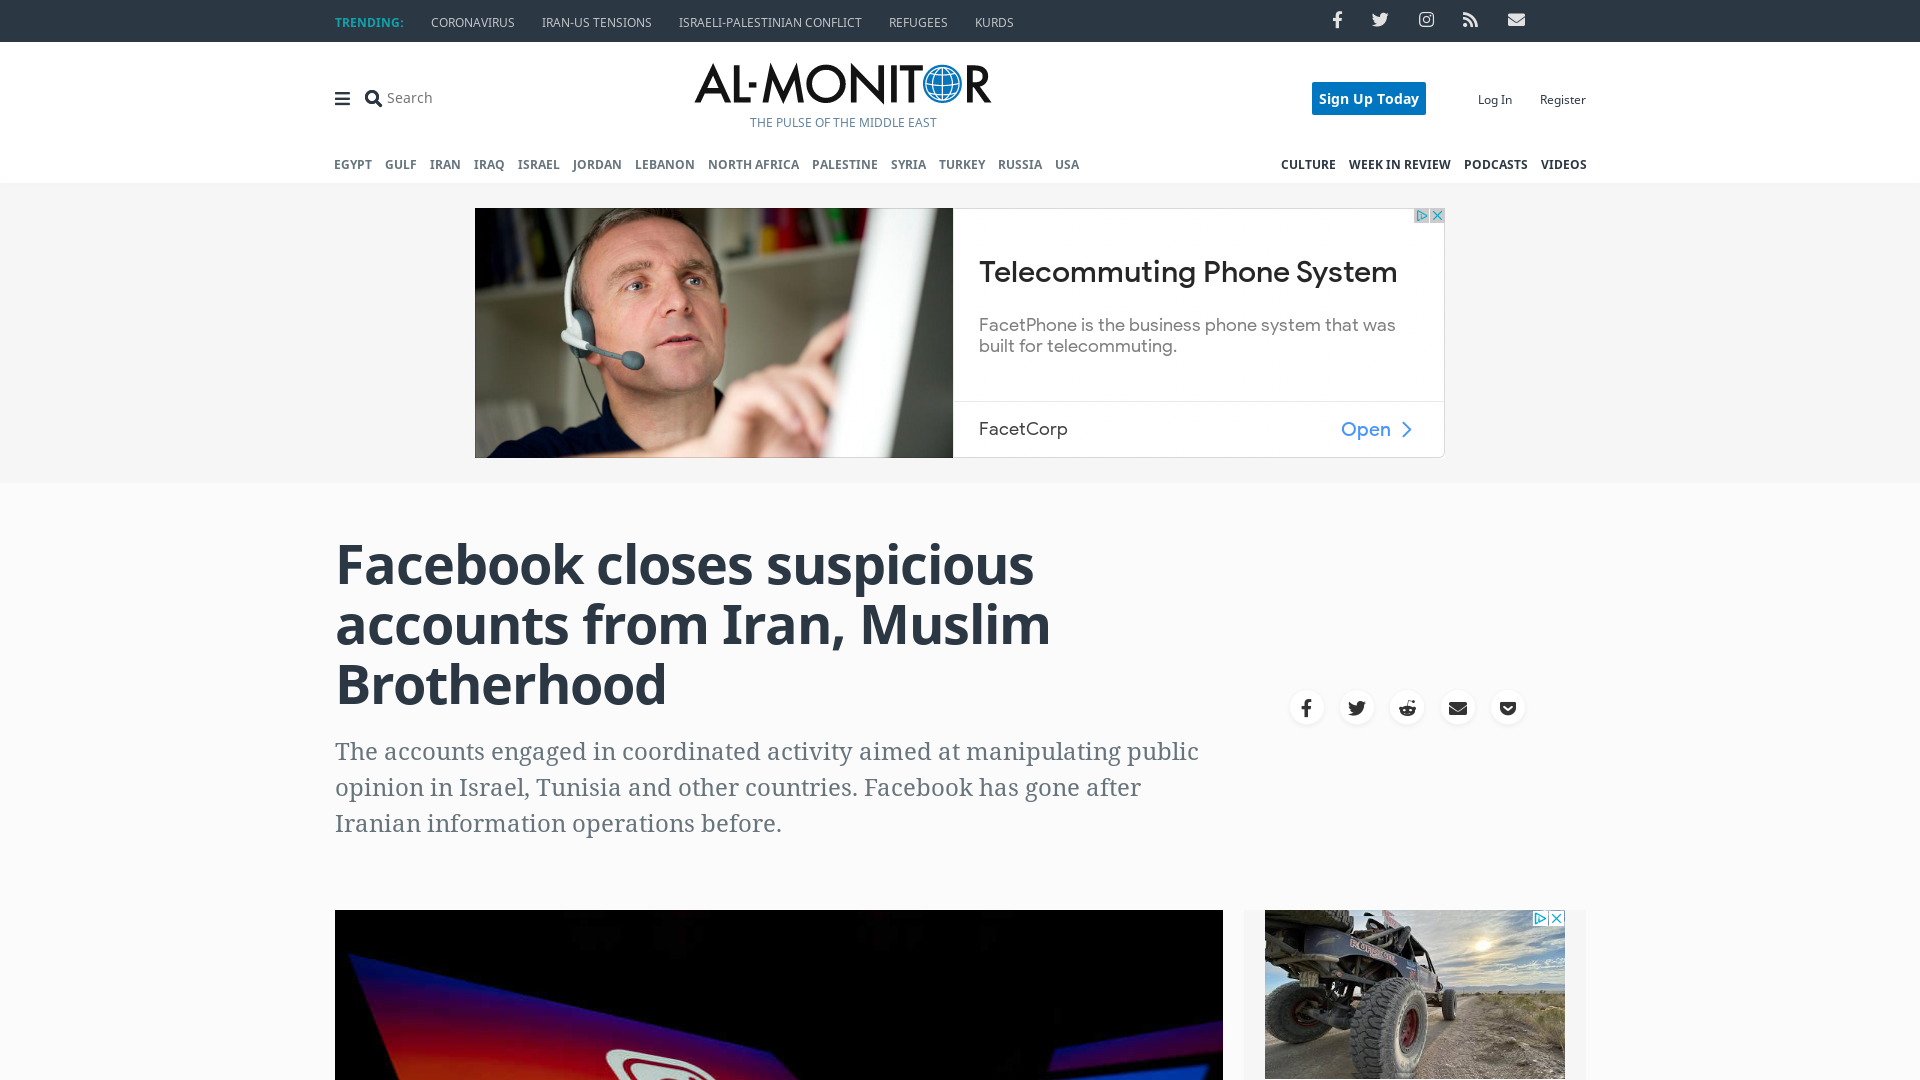 TRENDING: CORONAVIRUS IRAN-US TENSIONS ISRAELI-PALESTINIAN CONFLICT REFUGEES KURDS
Search
AL-MONITOR
THE PULSE OF THE MIDDLE EAST
Sign Up Today
Log In
Register
EGYPT GULF IRAN IRAQ ISRAEL JORDAN LEBANON NORTH AFRICA PALESTINE SYRIA TURKEY RUSSIA USA
CULTURE WEEK IN REVIEW PODCASTS VIDEOS
Telecommuting Phone System
FacetPhone is the business phone system that was
built for telecommuting.
FacetCorp
Open
Facebook closes suspicious
accounts from Iran, Muslim
Brotherhood
The accounts engaged in coordinated activity aimed at manipulating public
opinion in Israel, Tunisia and other countries. Facebook has gone after
Iranian information operations before.